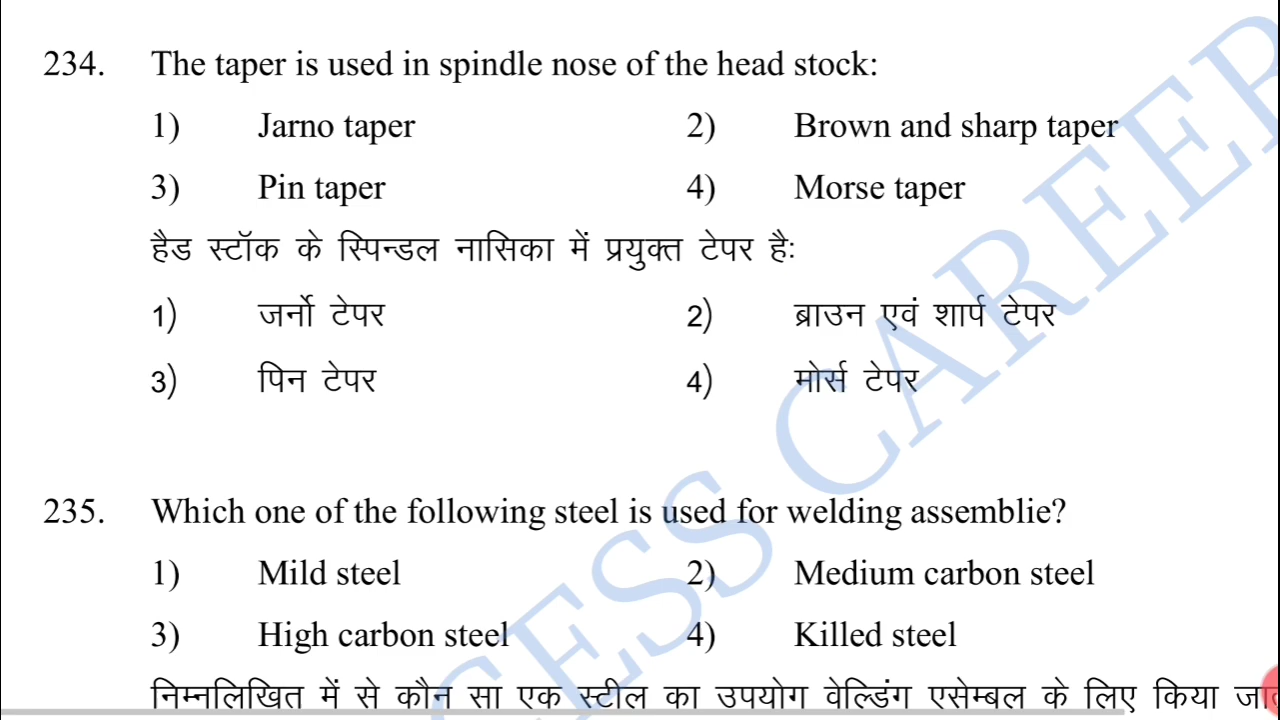 234. The taper is used in spindle nose of the head stock:
1) Jarno taper 2) Brown and sharp taper
3) Pin taper 4) Morse taper
हैड स्टॉक के स्पिन्डल नासिका में प्रयुक्त टेपर है:
1) जर्नो टेपर 2) ब्राउन एवं शार्प टेपर
3) पिन टेपर 4) मोर्स टेपर
235. Which one of the following steel is used for welding assemblie?
1) Mild steel 2) Medium carbon steel
3) High carbon steel 4) Killed steel
निम्नलिखित में से कौन सा एक स्टील का उपयोग वेल्डिंग एसेम्बल के लिए किया
CESS CAREER